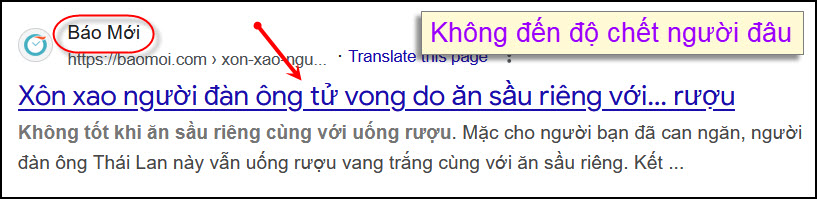 Báo Mới
Không đến độ chết người đâu
https://baomoi.com › xon-xao-ngu... · Translate this page
Xôn xao người đàn ông tử vong do ăn sầu riêng với... rượu
Không tốt khi ăn sầu riêng cùng với uống rượu. Mặc cho người bạn đã can ngăn, người
đàn ông Thái Lan này vẫn uống rượu vang trắng cùng với ăn sầu riêng. Kết ...